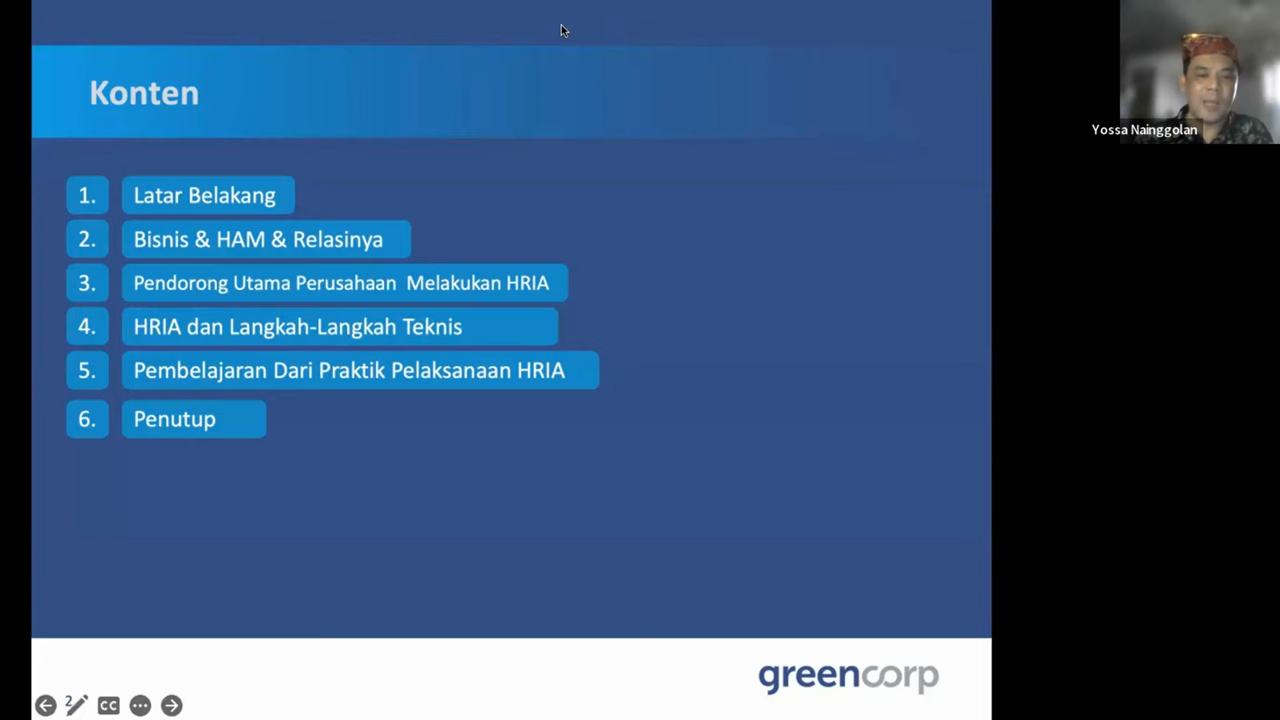 Konten
1. Latar Belakang
2. Bisnis & HAM & Relasinya
3. Pendorong Utama Perusahaan Melakukan HRIA
4. HRIA dan Langkah-Langkah Teknis
5. Pembelajaran Dari Praktik Pelaksanaan HRIA
6. Penutup
greencorp
2
CC
Yossa Nainggolan